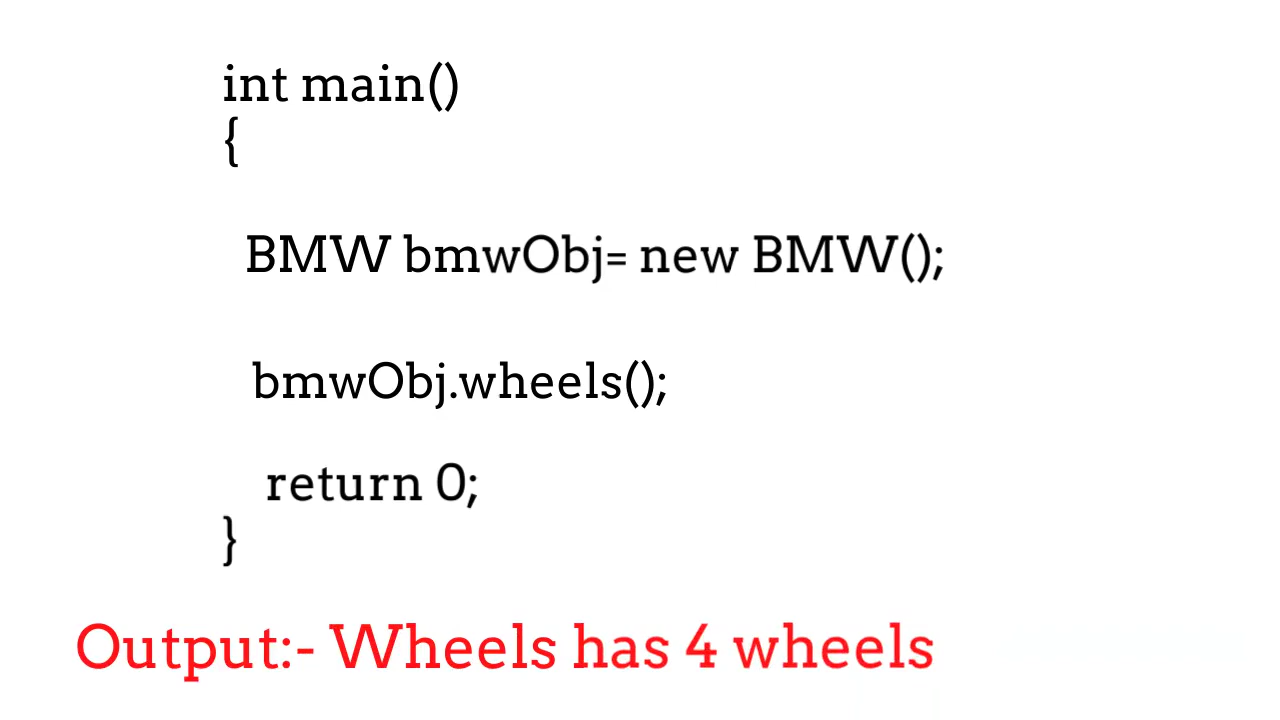 int main()
{
BMW bmwObj= new BMW();
bmwObj.wheels();
return 0;
}
Output:- Wheels has 4 wheels